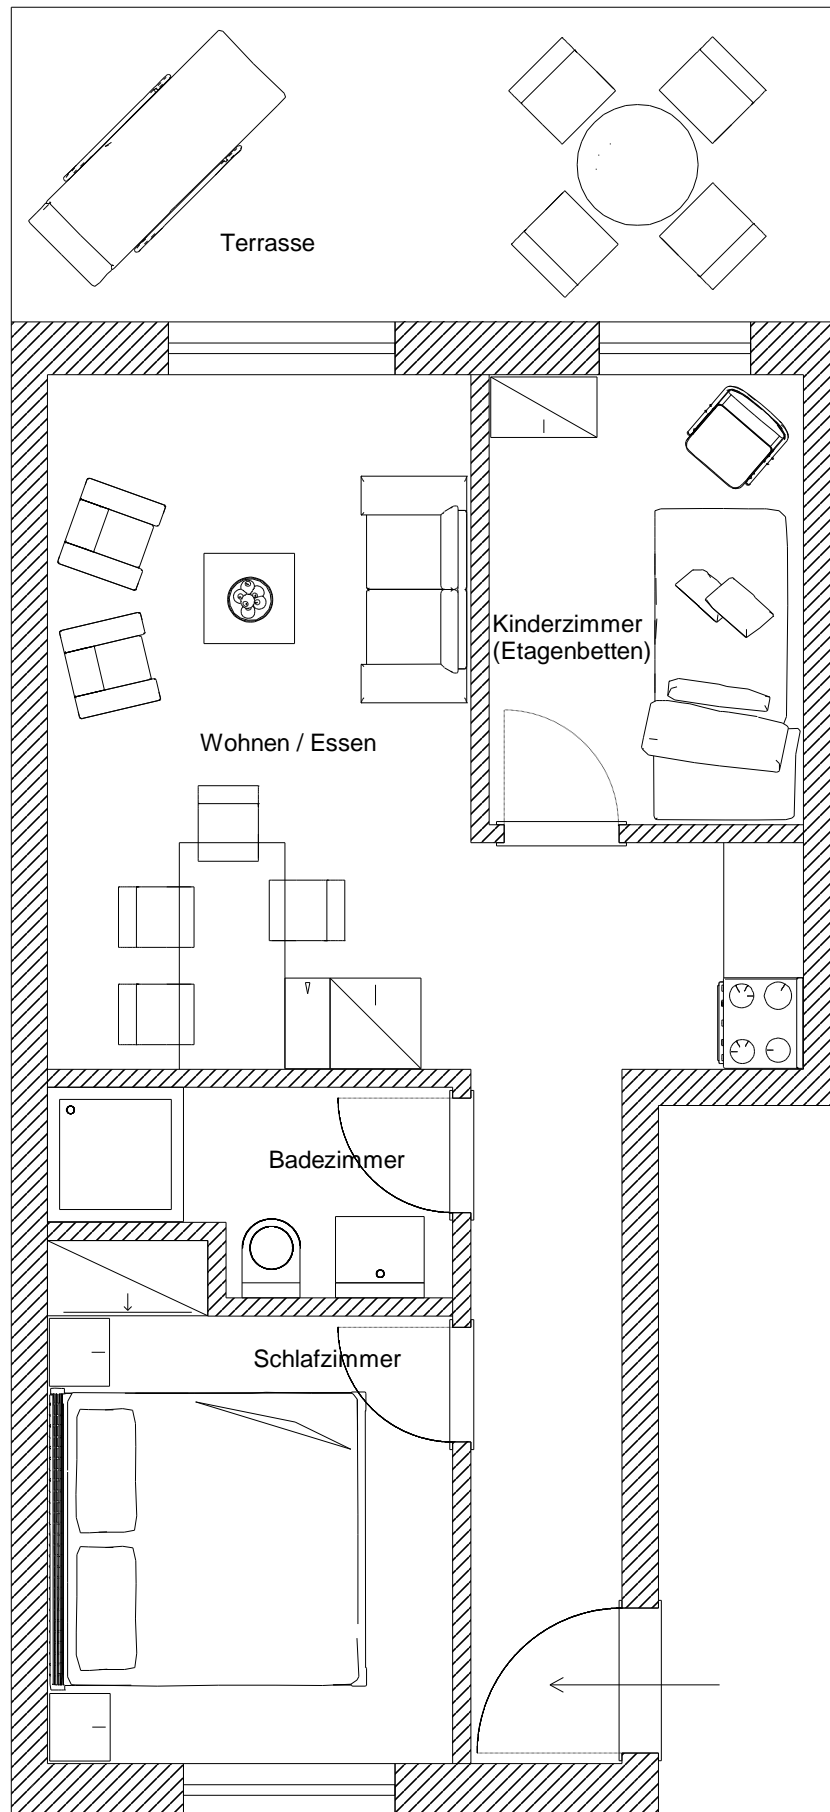 Terrasse
Kinderzimmer
(Etagenbetten)
Wohnen / Essen
Badezimmer
Schlafzimmer